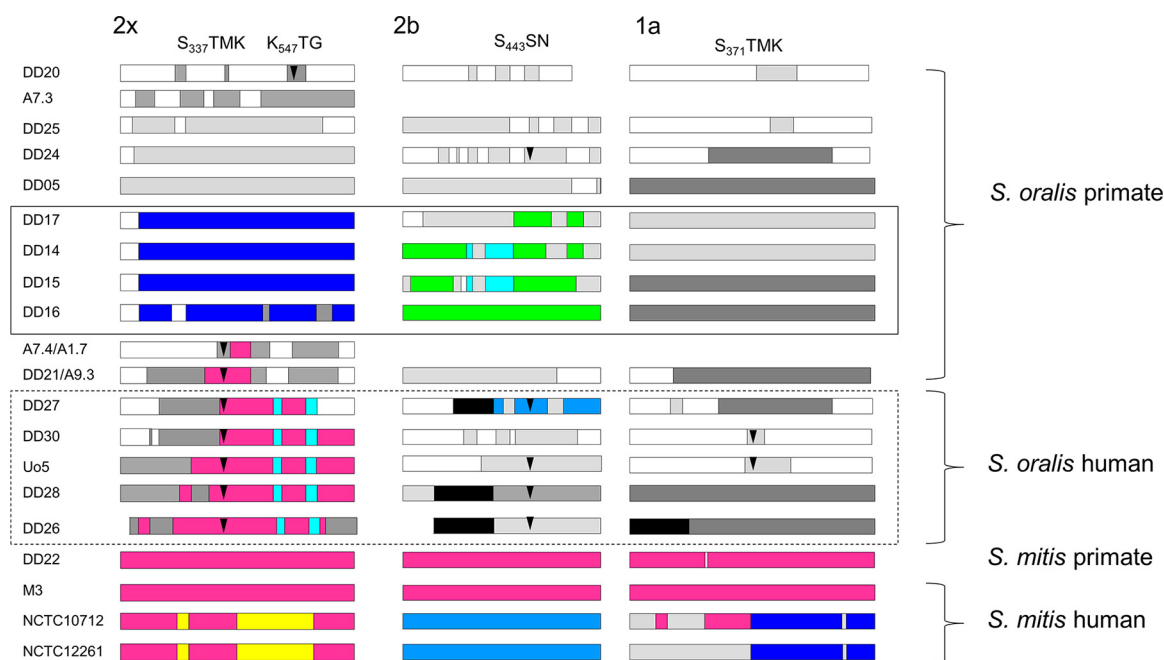 2x 2b 1a
S₃₃₇TMK K₅₄₇TG S₄₄₃SN S₃₇₁TMK
DD20
A7.3
DD25
DD24
DD05
S. oralis primate
DD17
DD14
DD15
DD16
A7.4/A1.7
DD21/A9.3
DD27
DD30
S. oralis human
Uo5
DD28
DD26
DD22
S. mitis primate
M3
NCTC10712
S. mitis human
NCTC12261